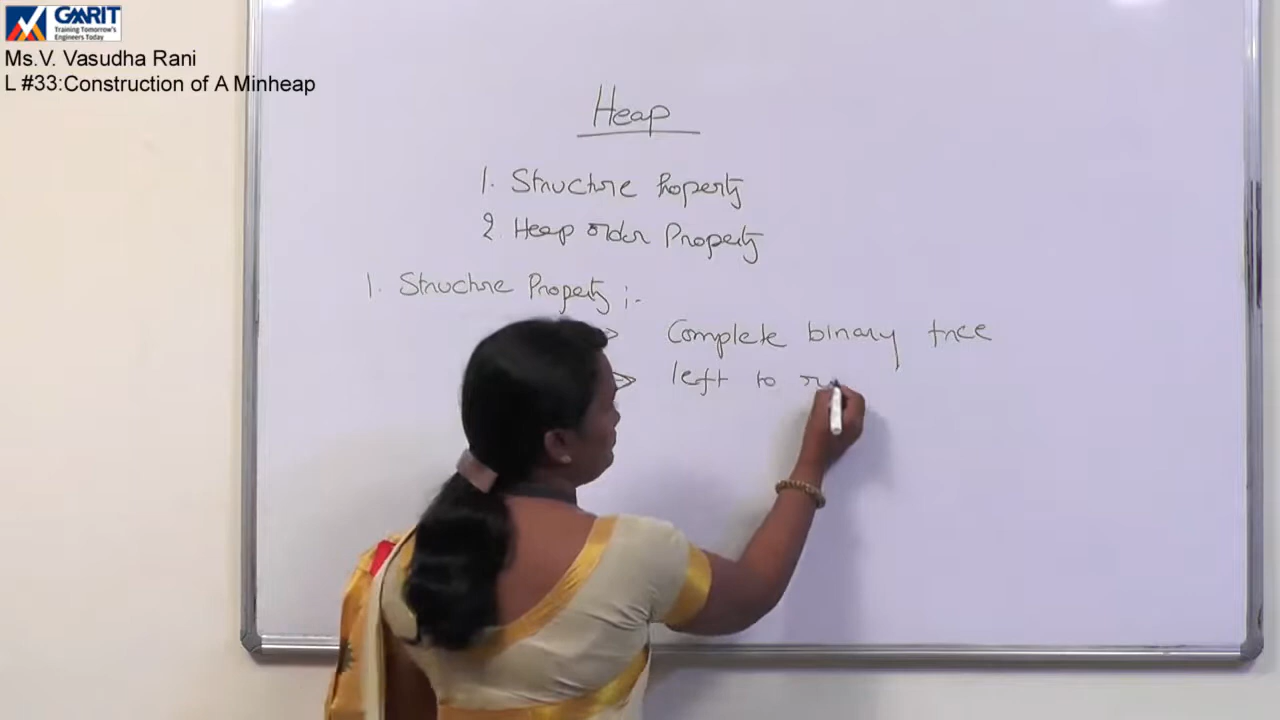 GMRIT
Training Tomorrow's
Engineers Today
Ms.V. Vasudha Rani
L #33:Construction of A Minheap
Heap
1. Structure Property
2. Heap order Property
1. Structure Property :-
Complete binary tree
left to